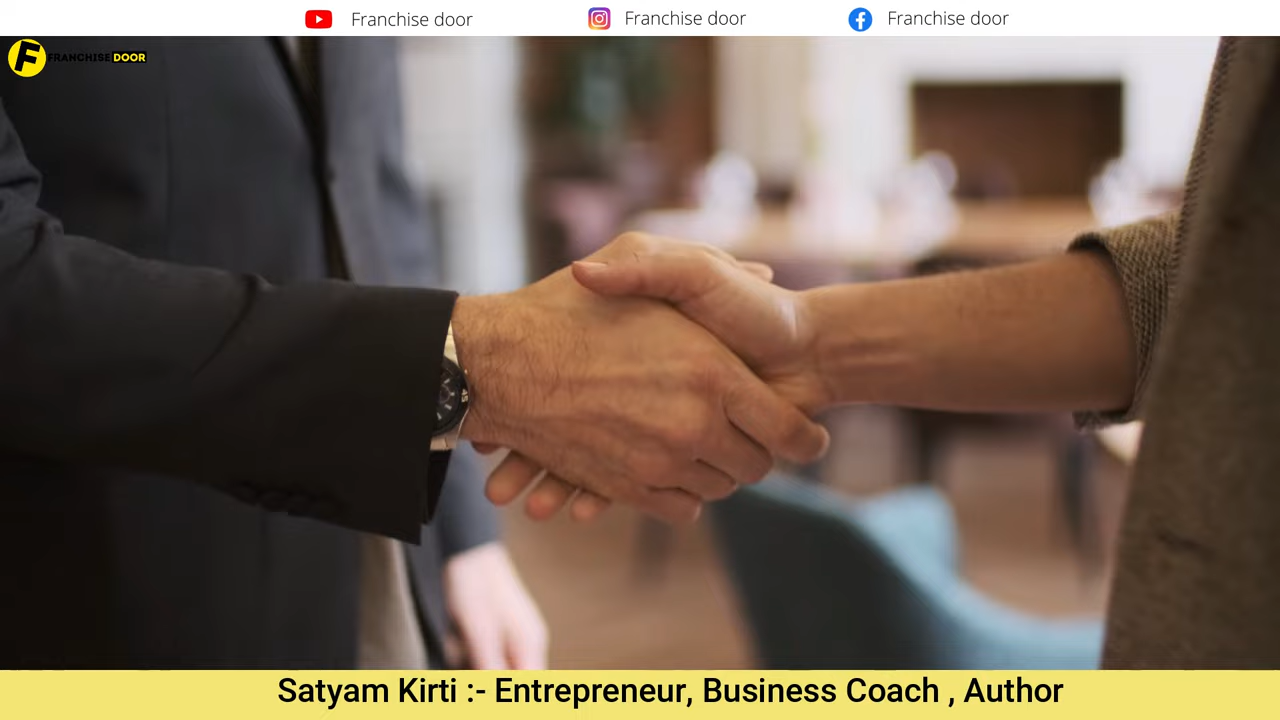 Franchise door Franchise door Franchise door
FRANCHISE DOOR
Satyam Kirti :- Entrepreneur, Business Coach , Author